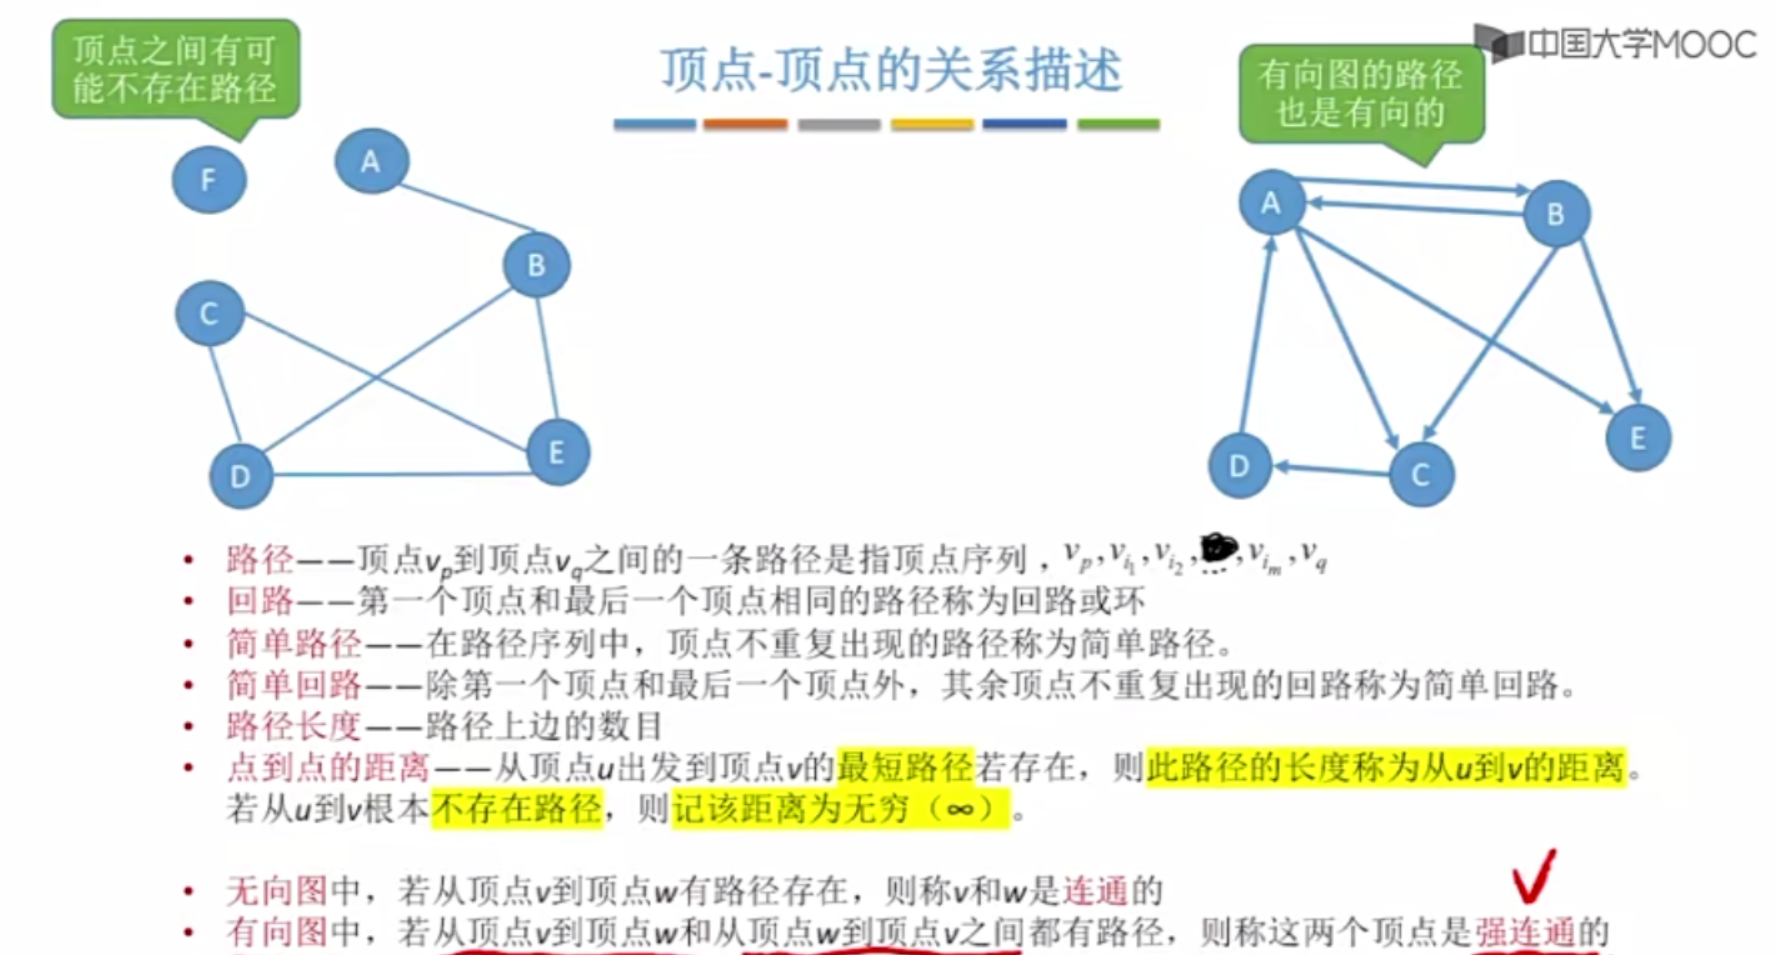 顶点之间有可
能不存在路径
顶点-顶点的关系描述
有向图的路径
也是有向的
中国大学MOOC
F
A
B
C
D
E
A
B
D
C
E
• 路径——顶点vp到顶点vq之间的一条路径是指顶点序列，vp,vi1,vi2, ,vim,vq
• 回路——第一个顶点和最后一个顶点相同的路径称为回路或环
• 简单路径——在路径序列中，顶点不重复出现的路径称为简单路径。
• 简单回路——除第一个顶点和最后一个顶点外，其余顶点不重复出现的回路称为简单回路。
• 路径长度——路径上边的数目
• 点到点的距离——从顶点u出发到顶点v的最短路径若存在，则此路径的长度称为从u到v的距离。
若从u到v根本不存在路径，则记该距离为无穷（∞）。
• 无向图中，若从顶点v到顶点w有路径存在，则称v和w是连通的
• 有向图中，若从顶点v到顶点w和从顶点w到顶点v之间都有路径，则称这两个顶点是强连通的